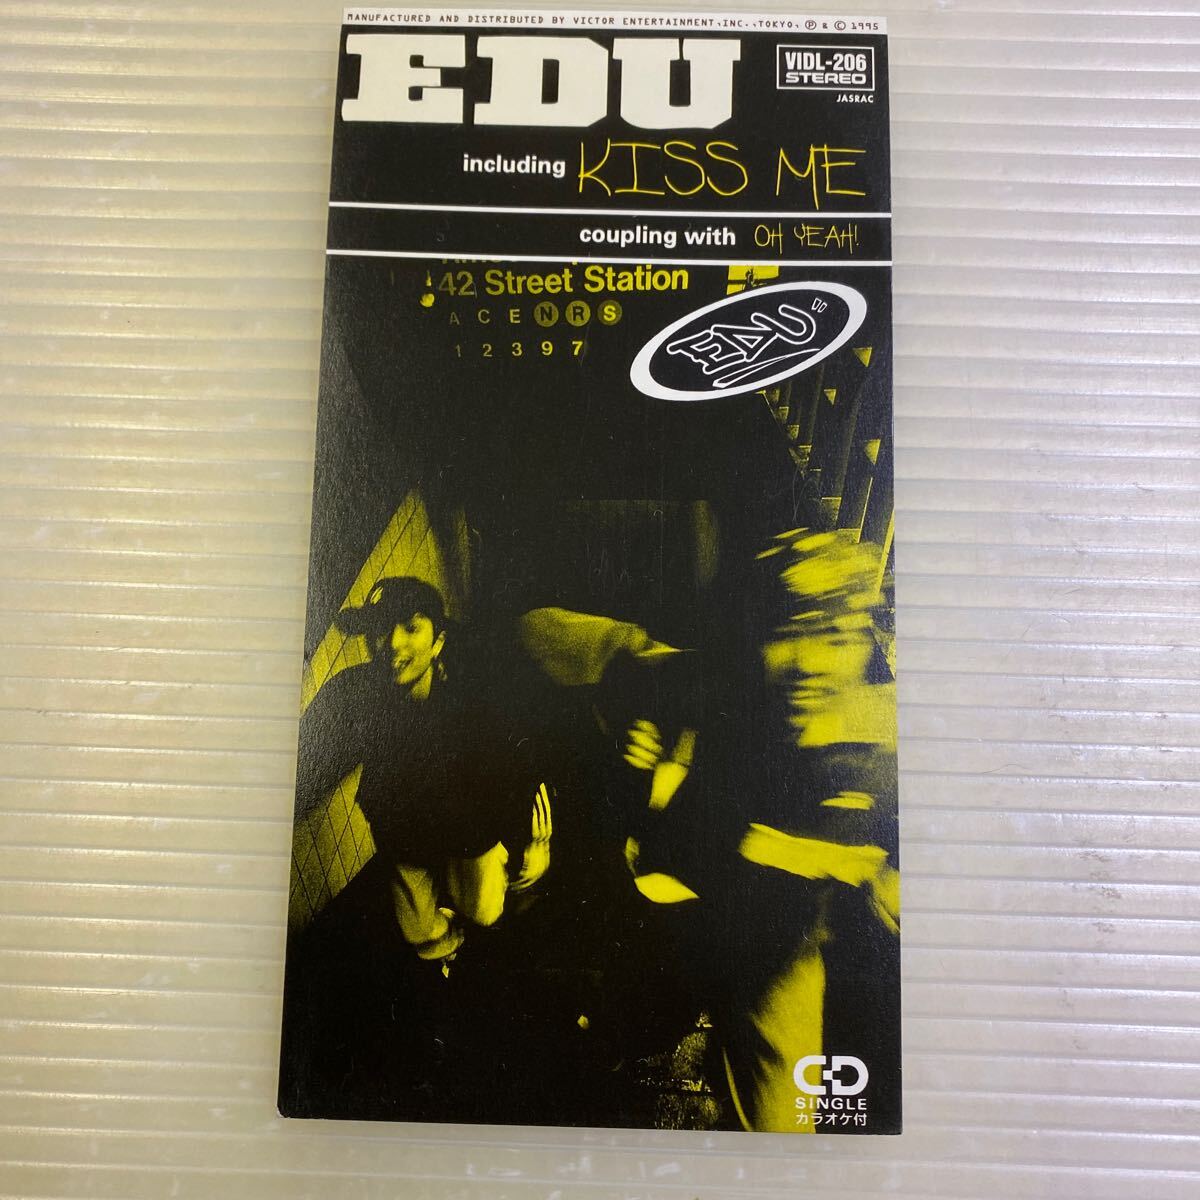 MANUFACTURED AND DISTRIBUTED BY VICTOR ENTERTAINMENT,INC.,TOKYO, Ⓟ & © 1995
EDU
VIDL-206
STEREO
JASRAC
including KISS ME
coupling with OH YEAH!
42 Street Station
A C E N R S
1 2 3 9 7
EDU
CD
SINGLE
カラオケ付